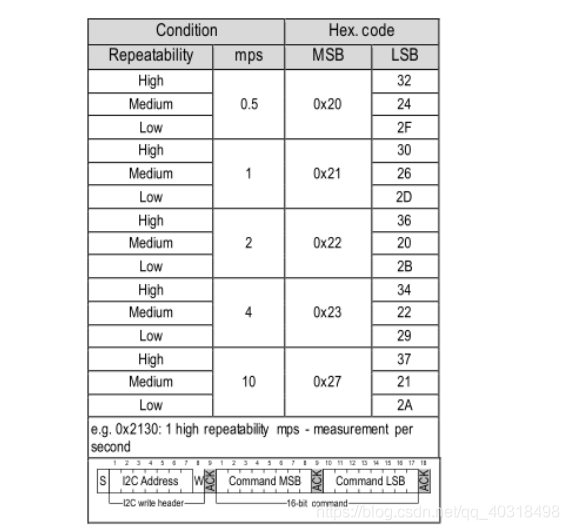 Condition Hex. code
Repeatability mps MSB LSB
High 32
Medium 0.5 0x20 24
Low 2F
High 30
Medium 1 0x21 26
Low 2D
High 36
Medium 2 0x22 20
Low 2B
High 34
Medium 4 0x23 22
Low 29
High 37
Medium 10 0x27 21
Low 2A
e.g. 0x2130: 1 high repeatability mps - measurement per
second
1 2 3 4 5 6 7 8 9 1 2 3 4 5 6 7 8 9 10 11 12 13 14 15 16 17 18
S I2C Address W ACK Command MSB ACK Command LSB ACK
I2C write header 16-bit command
https://blog.csdn.net/qq_40318498